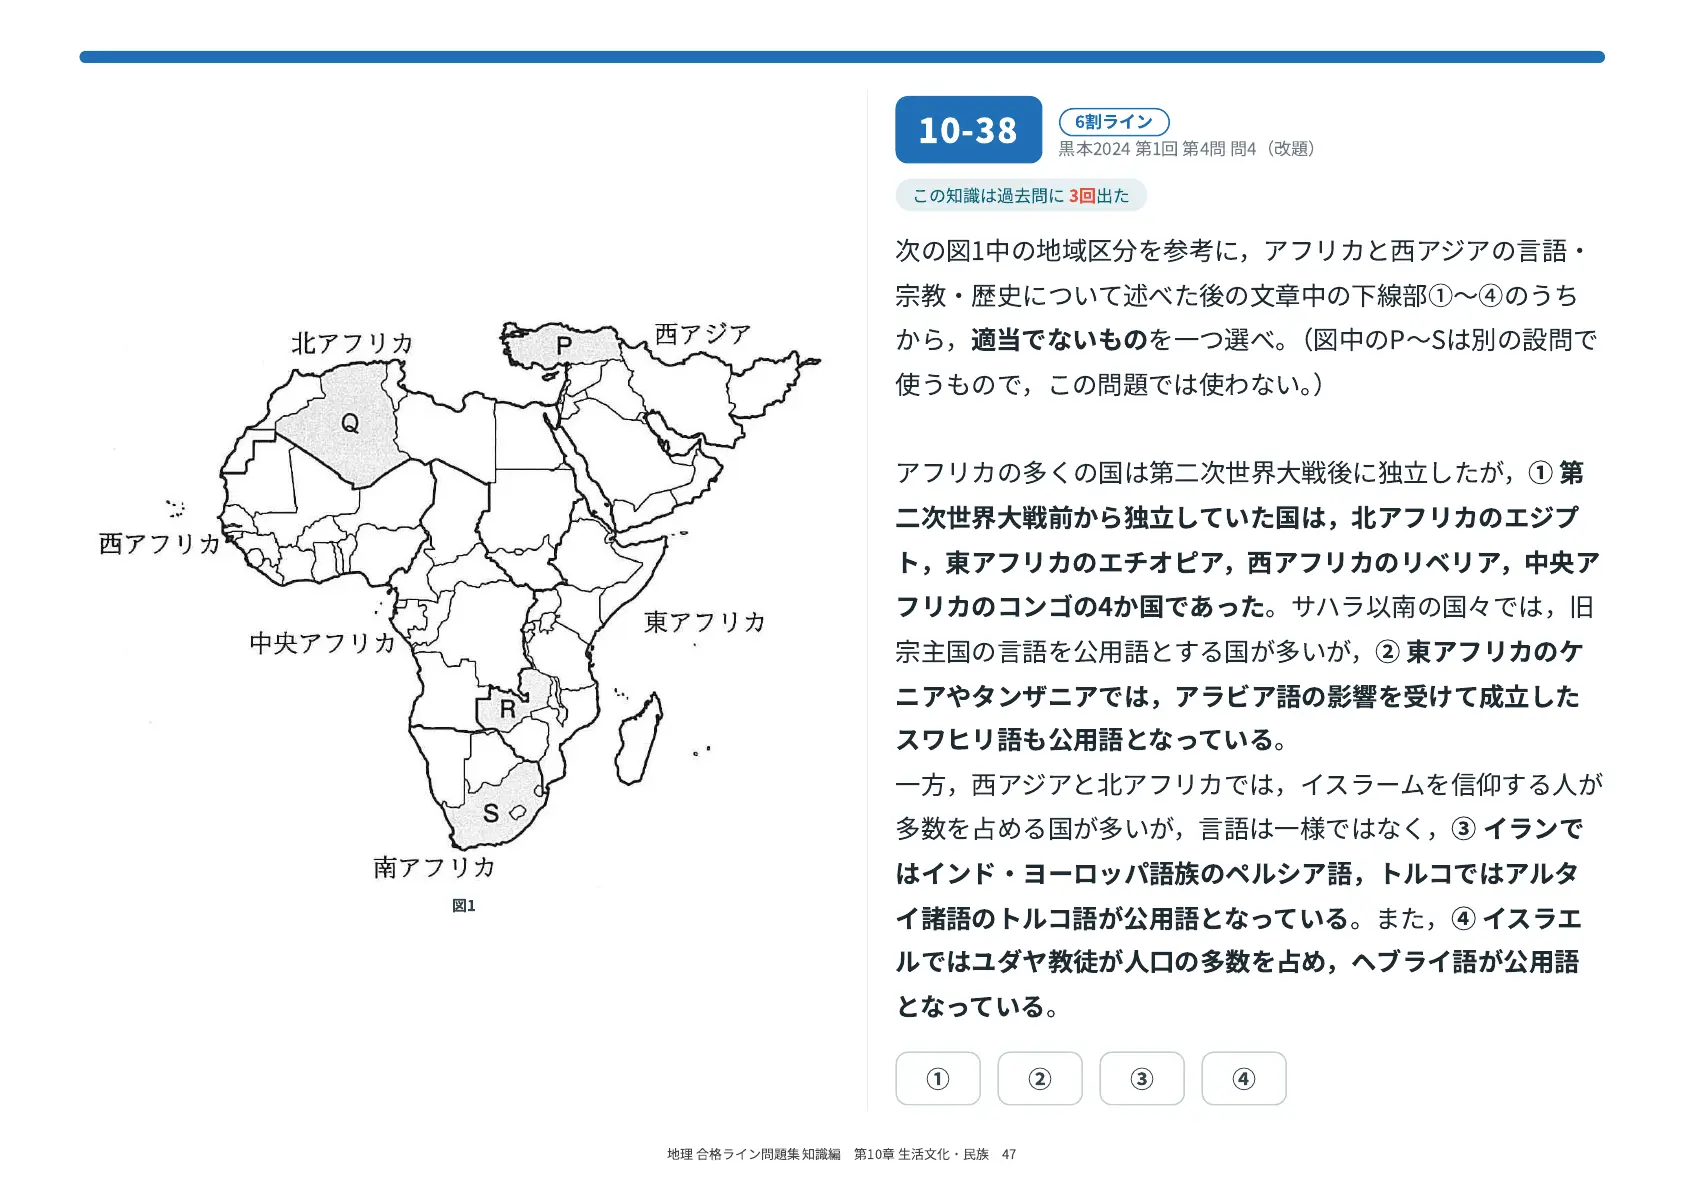 10-38
6割ライン
黒本2024 第1回 第4問 問4（改題）
この知識は過去問に 3回出た
次の図1中の地域区分を参考に，アフリカと西アジアの言語・
宗教・歴史について述べた後の文章中の下線部①〜④のうち
から，適当でないものを一つ選べ。（図中のP〜Sは別の設問で
使うもので，この問題では使わない。）
アフリカの多くの国は第二次世界大戦後に独立したが，① 第
二次世界大戦前から独立していた国は，北アフリカのエジプ
ト，東アフリカのエチオピア，西アフリカのリベリア，中央ア
フリカのコンゴの4か国であった。サハラ以南の国々では，旧
宗主国の言語を公用語とする国が多いが，② 東アフリカのケ
ニアやタンザニアでは，アラビア語の影響を受けて成立した
スワヒリ語も公用語となっている。
一方，西アジアと北アフリカでは，イスラームを信仰する人が
多数を占める国が多いが，言語は一様ではなく，③ イランで
はインド・ヨーロッパ語族のペルシア語，トルコではアルタ
イ諸語のトルコ語が公用語となっている。また，④ イスラエ
ルではユダヤ教徒が人口の多数を占め，ヘブライ語が公用語
となっている。
① ② ③ ④
北アフリカ
西アジア
P
Q
西アフリカ
東アフリカ
中央アフリカ
R
S
南アフリカ
図1
地理 合格ライン問題集 知識編　第10章 生活文化・民族　47